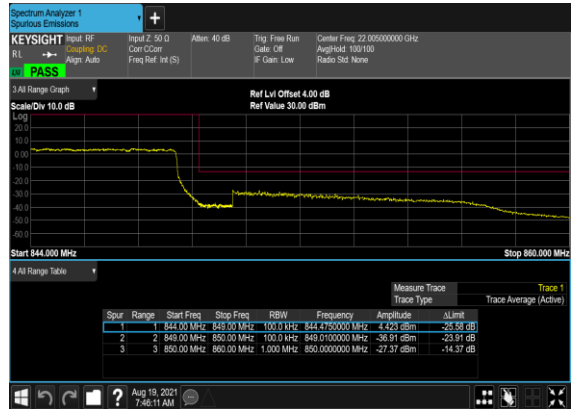 Spectrum Analyzer 1
Spurious Emissions
+
KEYSIGHT Input: RF Input Z: 50 Ω Atten: 40 dB Trig: Free Run Center Freq: 22.005000000 GHz
RL Coupling: DC Corr CCorr Gate: Off Avg|Hold: 100/100
Align: Auto Freq Ref: Int (S) IF Gain: Low Radio Std: None
PASS
3 All Range Graph
Ref Lvl Offset 4.00 dB
Scale/Div 10.0 dB Ref Value 30.00 dBm
Log
20.0
10.0
0.00
-10.0
-20.0
-30.0
-40.0
-50.0
-60.0
Start 844.000 MHz Stop 860.000 MHz
4 All Range Table
Measure Trace Trace 1
Trace Type Trace Average (Active)
Spur Range Start Freq Stop Freq RBW Frequency Amplitude ΔLimit
1 1 844.00 MHz 849.00 MHz 100.0 kHz 844.4750000 MHz 4.423 dBm -25.58 dB
2 2 849.00 MHz 850.00 MHz 100.0 kHz 849.0100000 MHz -36.91 dBm -23.91 dB
3 3 850.00 MHz 860.00 MHz 1.000 MHz 850.0000000 MHz -27.37 dBm -14.37 dB
? Aug 19, 2021
7:46:11 AM